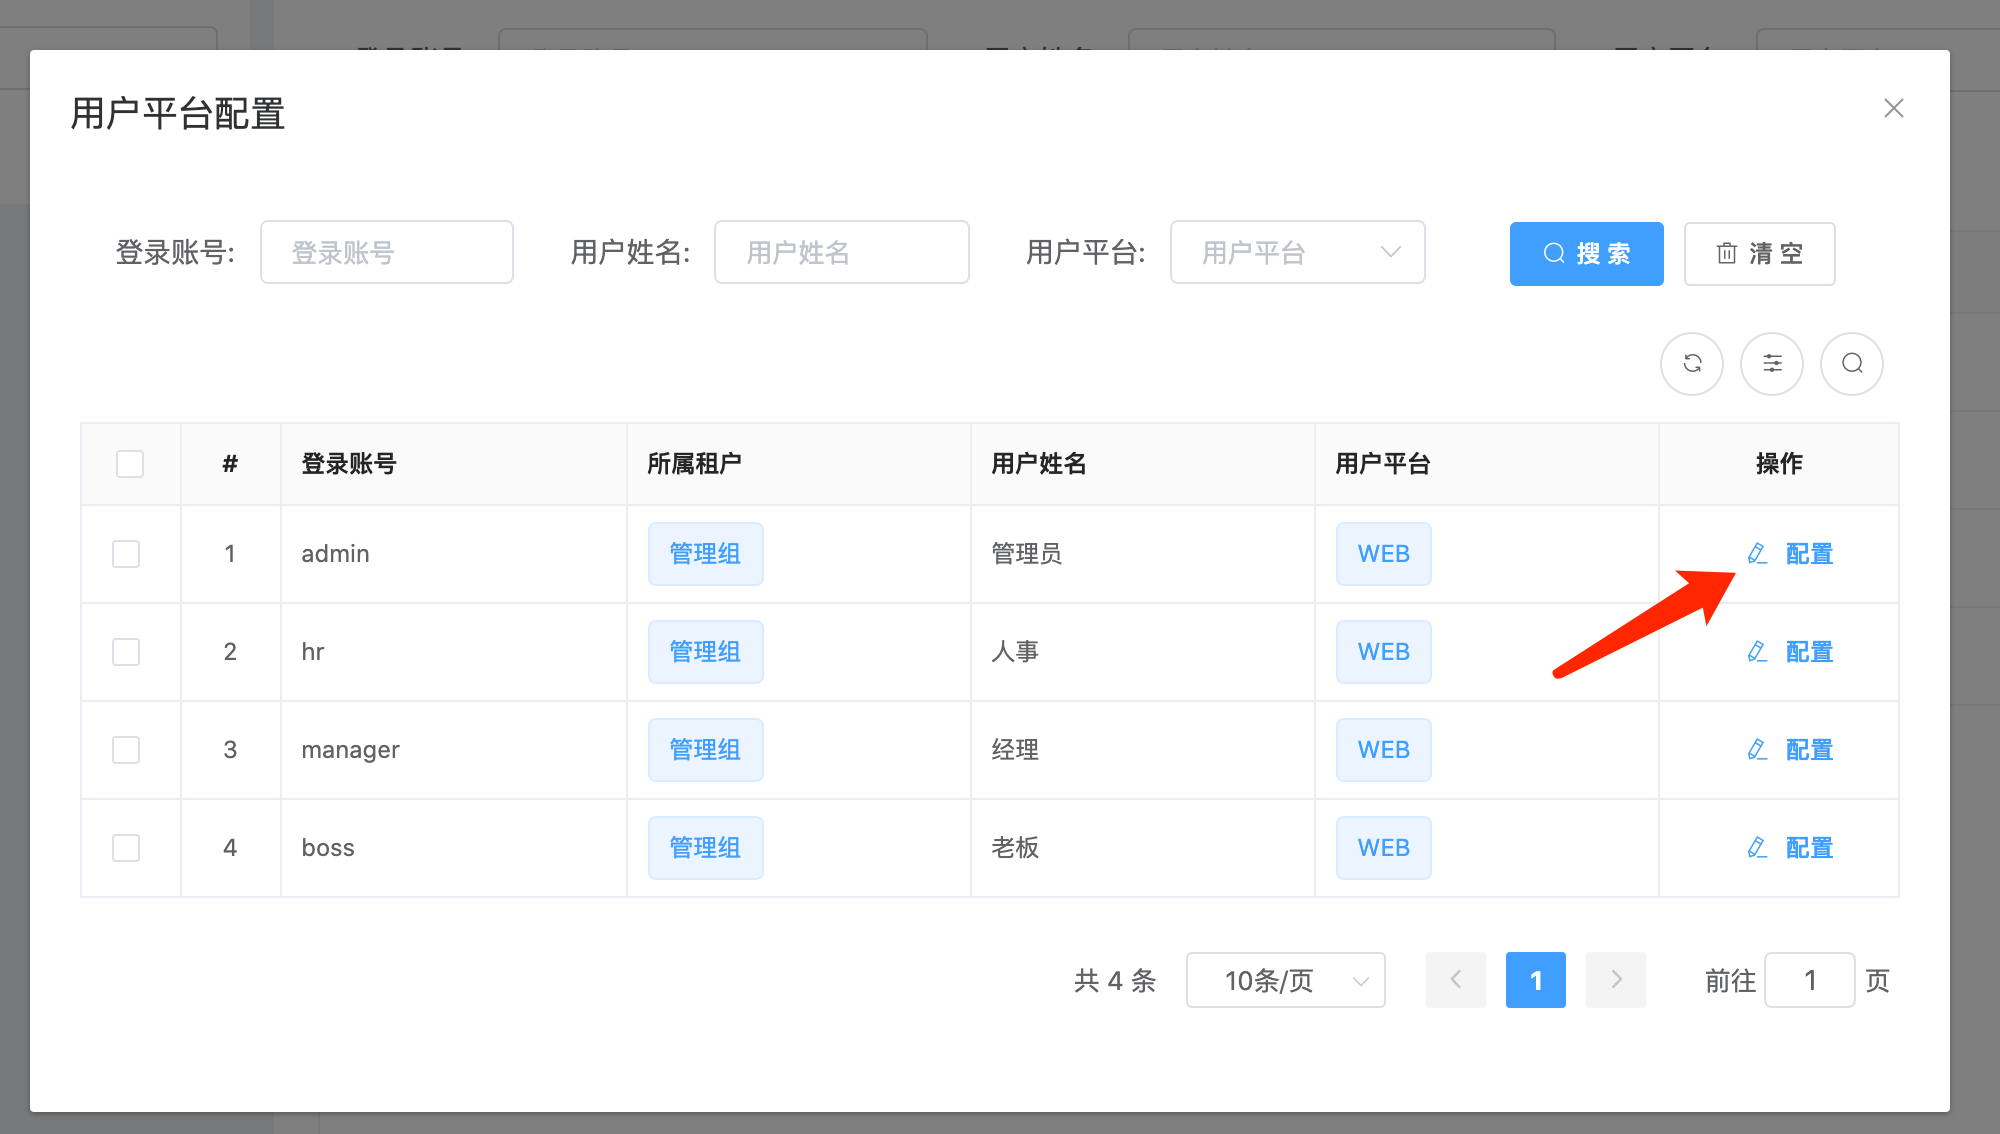 用户平台配置
登录账号: 登录账号 用户姓名: 用户姓名 用户平台: 用户平台 搜 索 清 空
# 登录账号 所属租户 用户姓名 用户平台 操作
1 admin 管理组 管理员 WEB 配置
2 hr 管理组 人事 WEB 配置
3 manager 管理组 经理 WEB 配置
4 boss 管理组 老板 WEB 配置
共 4 条 10条/页 1 前往 1 页